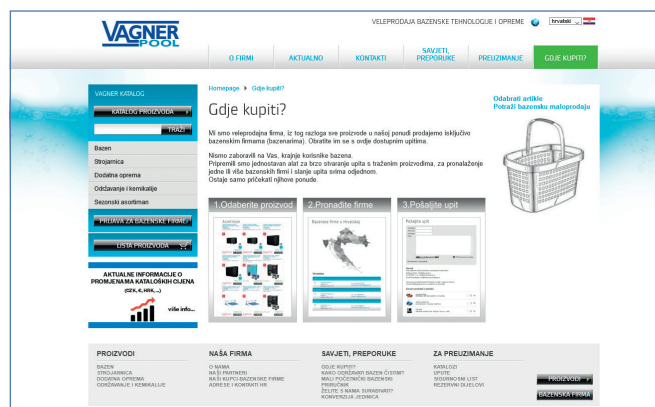 VAGNER
POOL
VELEPRODAJA BAZENSKE TEHNOLOGIJE I OPREME
hrvatski
O FIRMI
AKTUALNO
KONTAKTI
SAVJETI,
PREPORUKE
PREUZIMANJE
GDJE KUPITI?
VAGNER KATALOG
KATALOG PROIZVODA
TRAŽI
Bazen
Strojarnica
Dodatna oprema
Održavanje i kemikalije
Sezonski asortiman
PRIJAVA ZA BAZENSKE FIRME
LISTA PROIZVODA
AKTUALNE INFORMACIJE O
PROMJENAMA KATALOŠKIH CIJENA
(SZK, €, HRK, ...)
više info...
Homepage Gdje kupiti?
Gdje kupiti?
Mi smo veleprodajna firma, iz tog razloga sve proizvode u našoj ponudi prodajemo isključivo
bazenskim firmama (bazenarima). Obratite im se s ovdje dostupnim upitima.
Nismo zaboravili na Vas, krajnje korisnike bazena.
Pripremili smo jednostavan alat za brzo stvaranje upita s traženim proizvodima, za pronalaženje
jedne ili više bazenskih firmi i slanje upita svima odjednom.
Ostaje samo pričekati njihove ponude.
Odabrati artikle
Potraži bazensku maloprodaju
1.Odaberite proizvod
2.Pronađite firme
Bazenske firme u Hrvatskoj
3.Pošaljite upit
Pošaljite upit
PROIZVODI
BAZEN
STROJARNICA
DODATNA OPREMA
ODRŽAVANJE I KEMIKALIJE
NAŠA FIRMA
O NAMA
NAŠI PARTNERI
NAŠI KUPCI-BAZENSKE FIRME
ADRESE I KONTAKTI HR
SAVJETI, PREPORUKE
GDJE KUPITI?
KAKO ODRŽAVATI BAZEN ČISTIM?
MALI POČETNIČKI BAZENSKI
PRIRUČNIK
ŽELITE S NAMA SURAĐIVATI?
KONVERZIJA JEDINICA
ZA PREUZIMANJE
KATALOZI
UPUTE
SIGURNOSNI LIST
REZERVNI DIJELOVI
PROIZVODI
BAZENSKA FIRMA